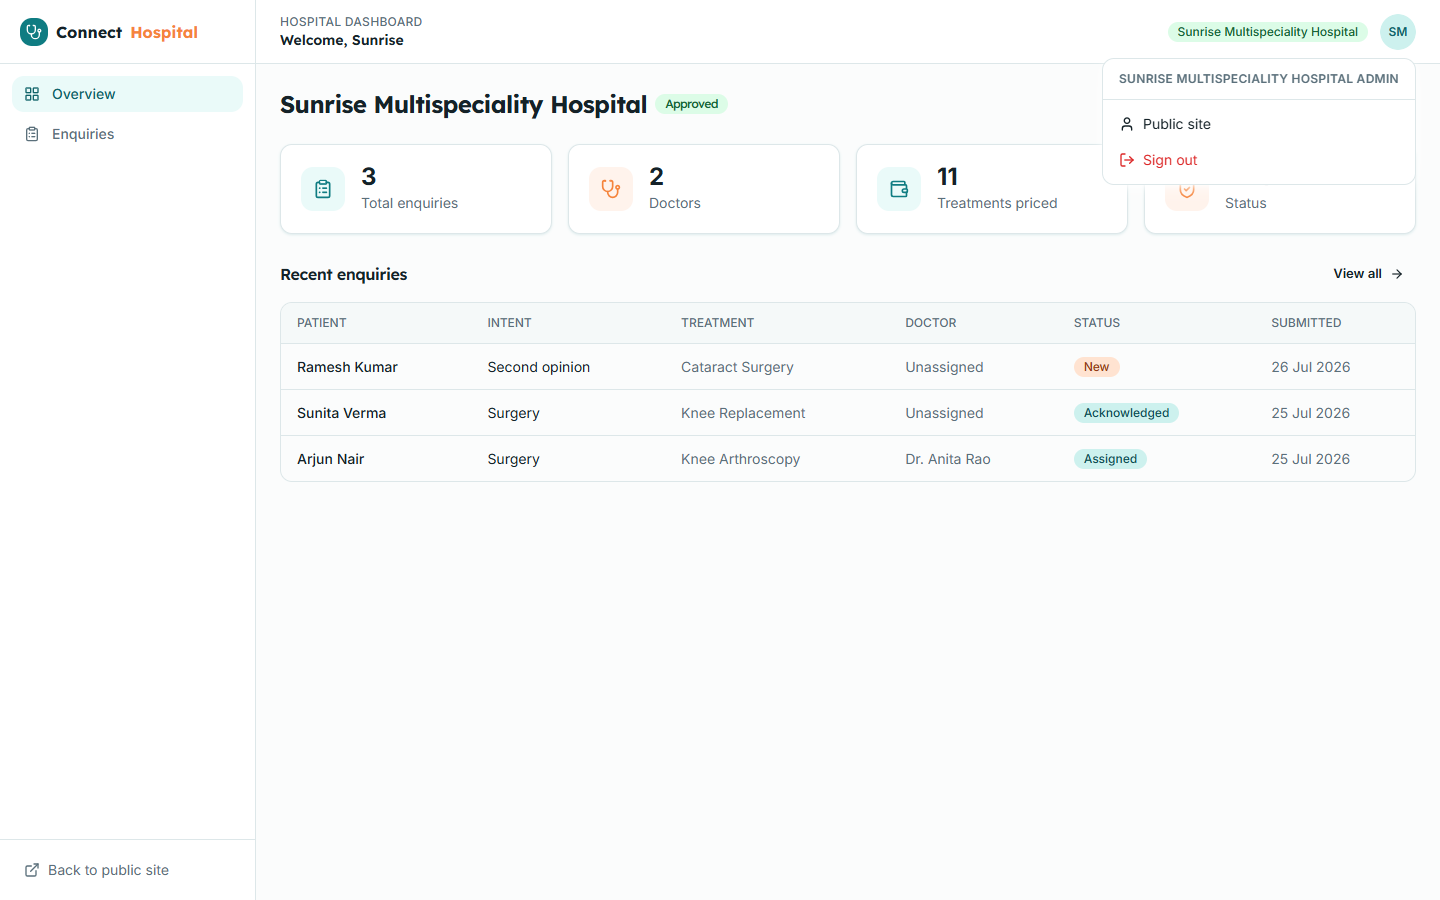 Connect Hospital
HOSPITAL DASHBOARD
Welcome, Sunrise
Sunrise Multispeciality Hospital
SM
SUNRISE MULTISPECIALITY HOSPITAL ADMIN
Public site
Sign out
Overview
Enquiries
Sunrise Multispeciality Hospital
Approved
3
Total enquiries
2
Doctors
11
Treatments priced
Status
Recent enquiries
View all
PATIENT INTENT TREATMENT DOCTOR STATUS SUBMITTED
Ramesh Kumar Second opinion Cataract Surgery Unassigned New 26 Jul 2026
Sunita Verma Surgery Knee Replacement Unassigned Acknowledged 25 Jul 2026
Arjun Nair Surgery Knee Arthroscopy Dr. Anita Rao Assigned 25 Jul 2026
Back to public site